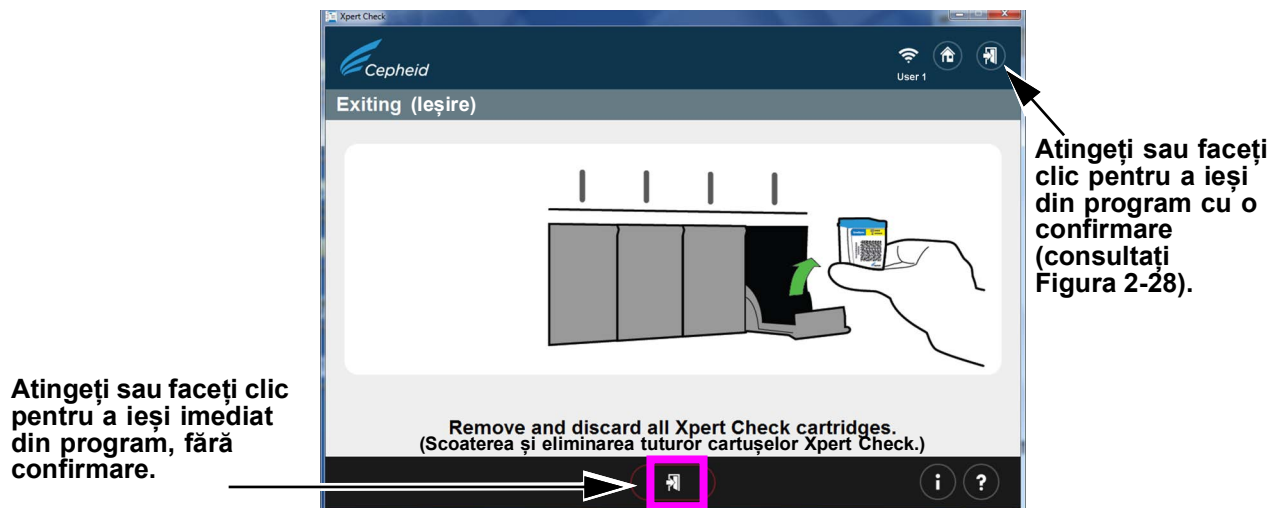 Xpert Check
Cepheid
User 1
Exiting (Ieșire)
Atingeți sau faceți
clic pentru a ieși
din program cu o
confirmare
(consultați
Figura 2-28).
Atingeți sau faceți clic
pentru a ieși imediat
din program, fără
confirmare.
Remove and discard all Xpert Check cartridges.
(Scoaterea și eliminarea tuturor cartușelor Xpert Check.)
i ?